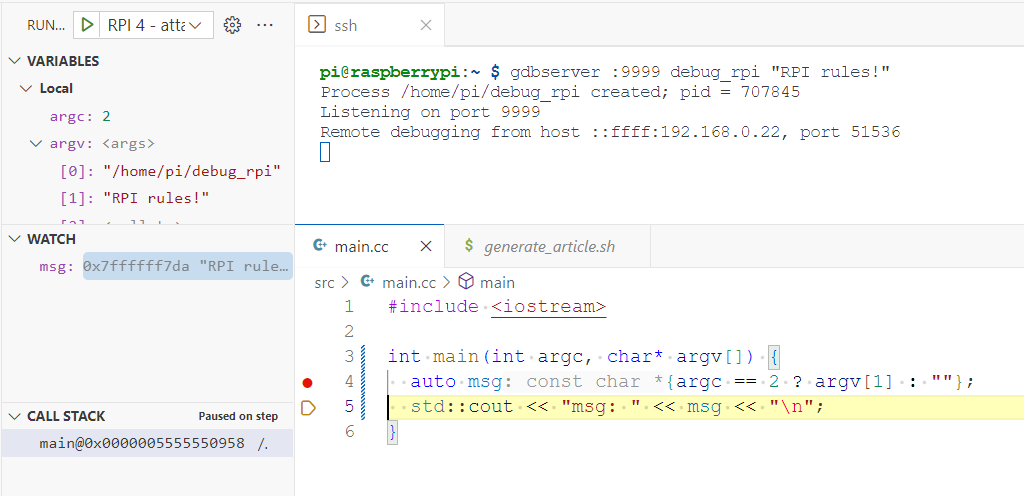 RUN...
RPI 4 - atta
...
VARIABLES
Local
argc: 2
argv: <args>
[0]: "/home/pi/debug_rpi"
[1]: "RPI rules!"
WATCH
msg: 0x7ffffff7da "RPI rule…
CALL STACK Paused on step
main@0x0000005555550958 /.
ssh
pi@raspberrypi:~ $ gdbserver :9999 debug_rpi "RPI rules!"
Process /home/pi/debug_rpi created; pid = 707845
Listening on port 9999
Remote debugging from host ::ffff:192.168.0.22, port 51536
main.cc
$ generate_article.sh
src > main.cc > main
1 #include <iostream>
2
3 int main(int argc, char* argv[]) {
4 auto msg: const char *{argc == 2 ? argv[1] : ""};
5 std::cout << "msg: " << msg << "\n";
6 }